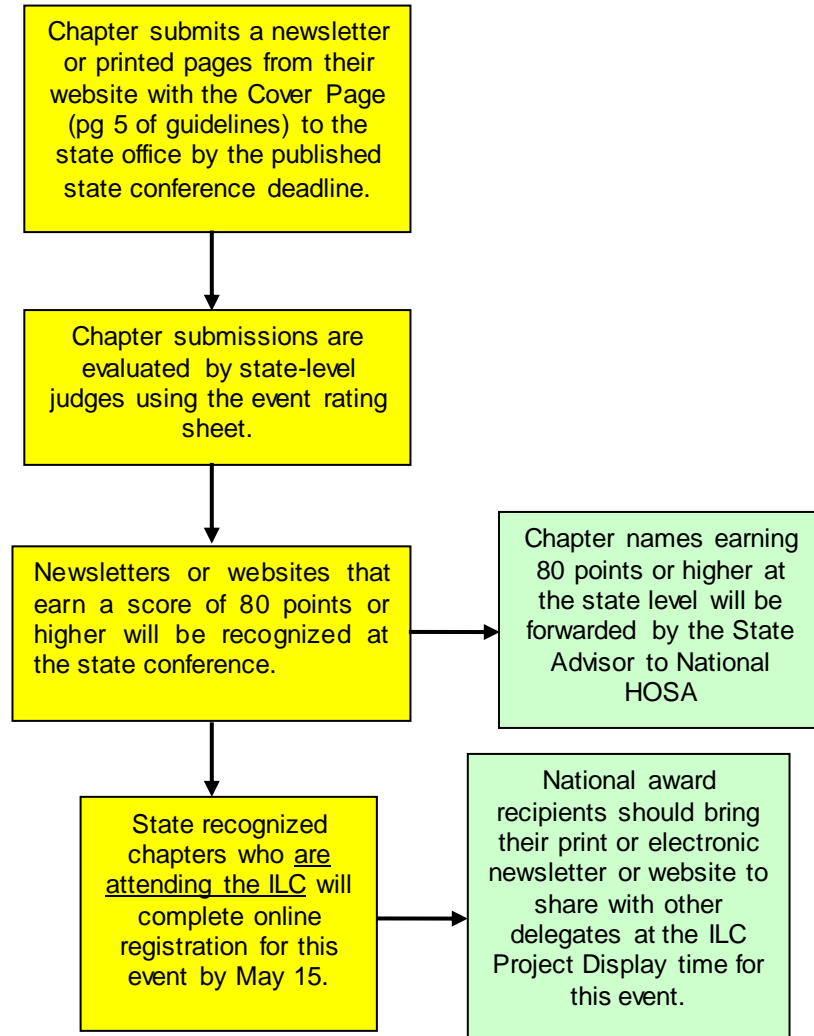 Chapter submits a newsletter
or printed pages from their
website with the Cover Page
(pg 5 of guidelines) to the
state office by the published
state conference deadline.
Chapter submissions are
evaluated by state-level
judges using the event rating
sheet.
Newsletters or websites that
earn a score of 80 points or
higher will be recognized at
the state conference.
Chapter names earning
80 points or higher at
the state level will be
forwarded by the State
Advisor to National
HOSA
State recognized
chapters who are
attending the ILC will
complete online
registration for this
event by May 15.
National award
recipients should bring
their print or electronic
newsletter or website to
share with other
delegates at the ILC
Project Display time for
this event.